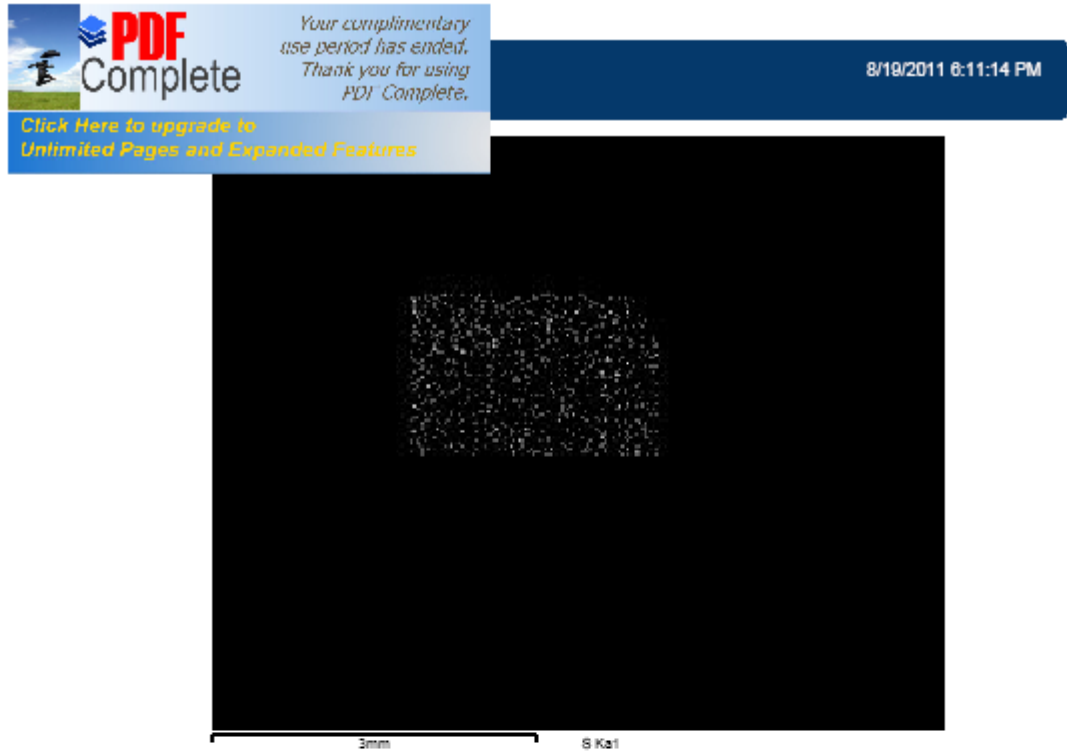 PDF
Complete
Your complimentary
use period has ended.
Thank you for using
PDF Complete.
Click Here to upgrade to
Unlimited Pages and Expanded Features
8/19/2011 6:11:14 PM
3mm
S Ka1